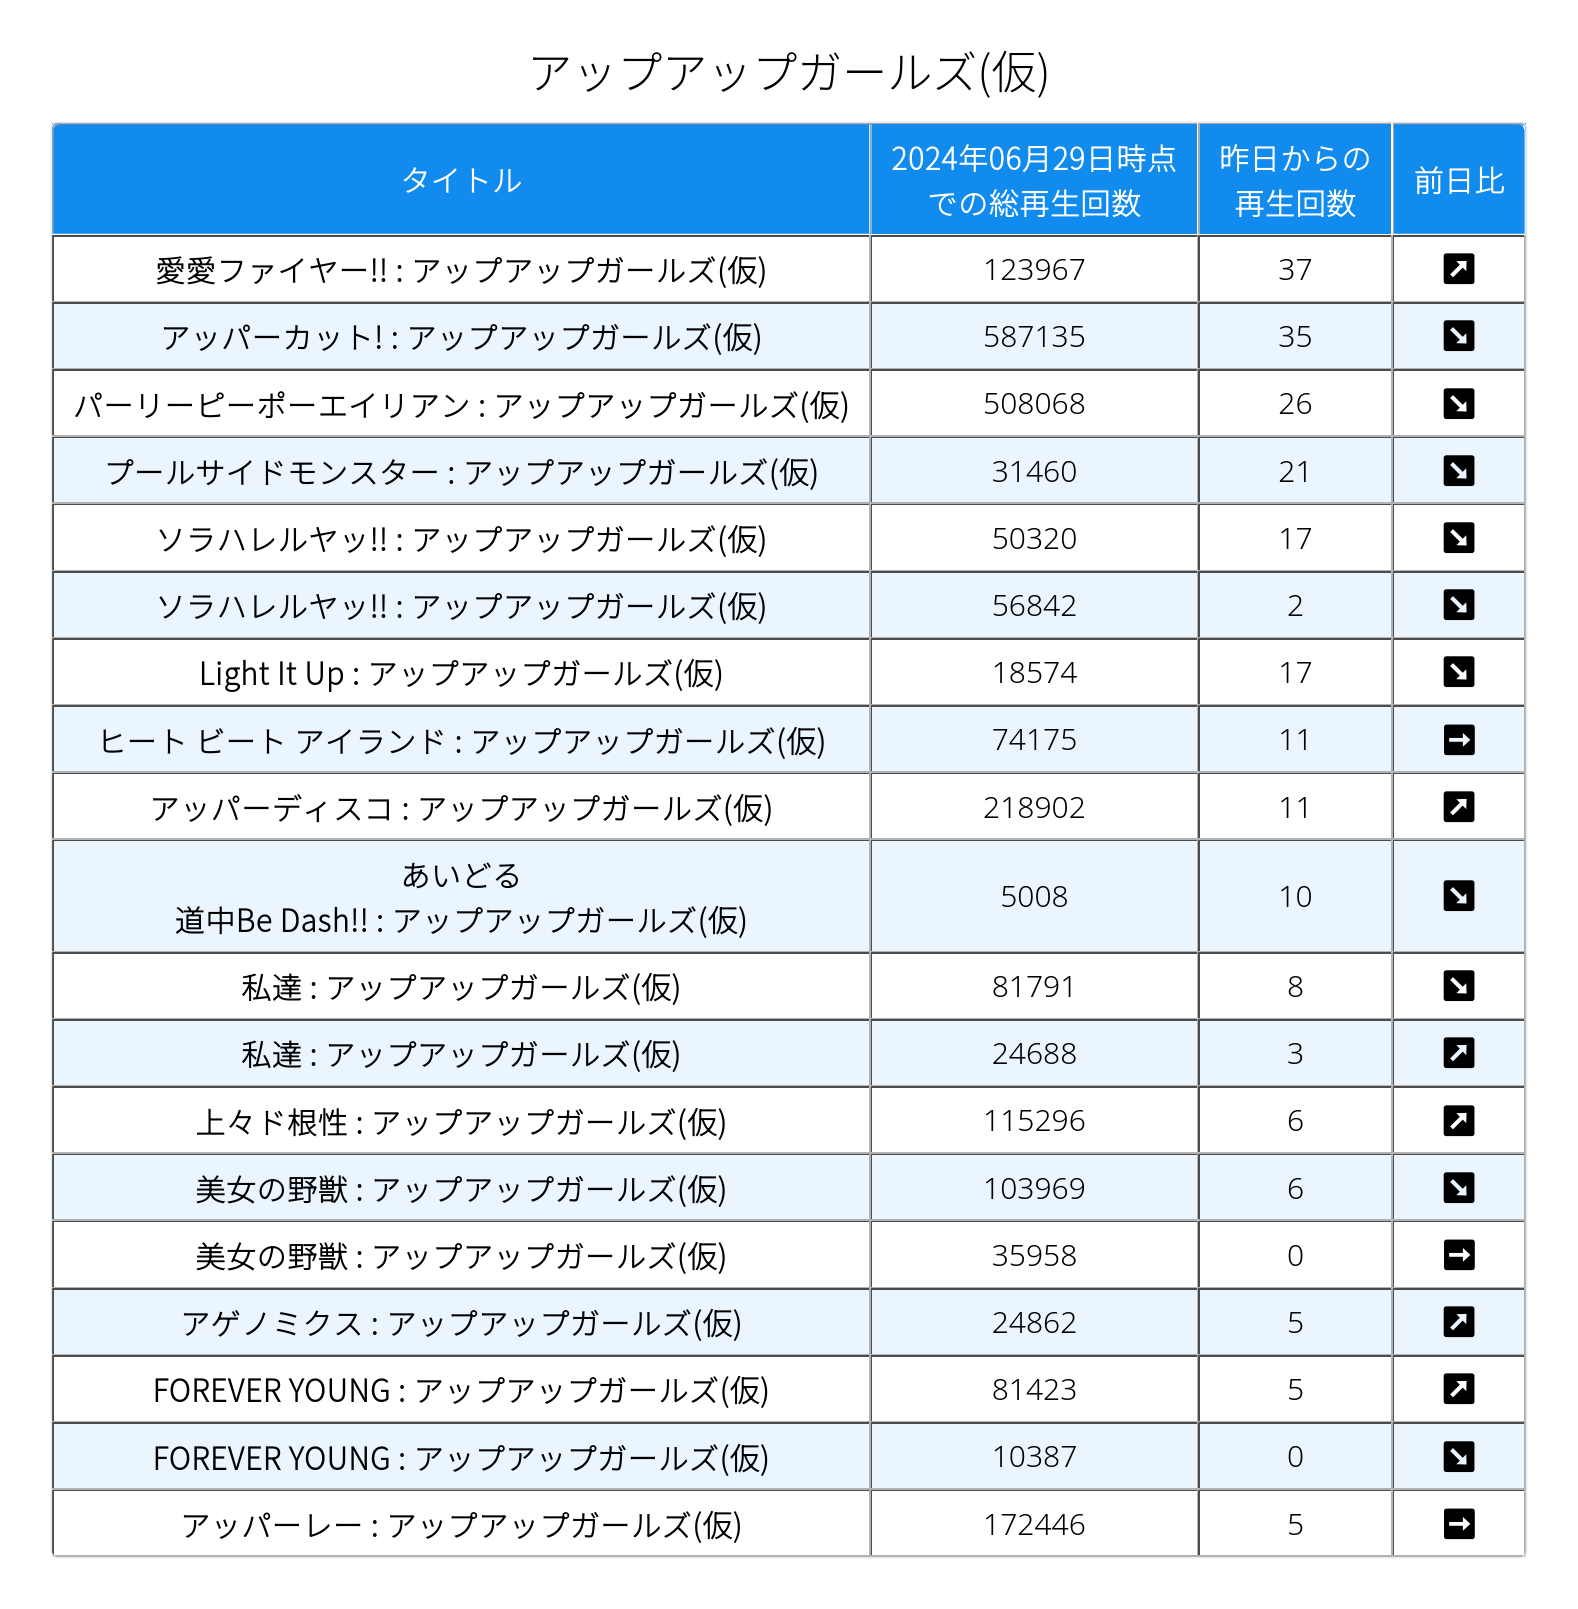 アップアップガールズ(仮)
タイトル
2024年06月29日時点
での総再生回数
昨日からの
再生回数
前日比
愛愛ファイヤー!! : アップアップガールズ(仮) 123967 37 ↗
アッパーカット! : アップアップガールズ(仮) 587135 35 ↘
パーリーピーポーエイリアン : アップアップガールズ(仮) 508068 26 ↘
プールサイドモンスター : アップアップガールズ(仮) 31460 21 ↘
ソラハレルヤッ!! : アップアップガールズ(仮) 50320 17 ↘
ソラハレルヤッ!! : アップアップガールズ(仮) 56842 2 ↘
Light It Up : アップアップガールズ(仮) 18574 17 ↘
ヒート ビート アイランド : アップアップガールズ(仮) 74175 11 →
アッパーディスコ : アップアップガールズ(仮) 218902 11 ↗
あいどる
道中Be Dash!! : アップアップガールズ(仮) 5008 10 ↘
私達 : アップアップガールズ(仮) 81791 8 ↘
私達 : アップアップガールズ(仮) 24688 3 ↗
上々ド根性 : アップアップガールズ(仮) 115296 6 ↗
美女の野獣 : アップアップガールズ(仮) 103969 6 ↘
美女の野獣 : アップアップガールズ(仮) 35958 0 →
アゲノミクス : アップアップガールズ(仮) 24862 5 ↗
FOREVER YOUNG : アップアップガールズ(仮) 81423 5 ↗
FOREVER YOUNG : アップアップガールズ(仮) 10387 0 ↘
アッパーレー : アップアップガールズ(仮) 172446 5 →